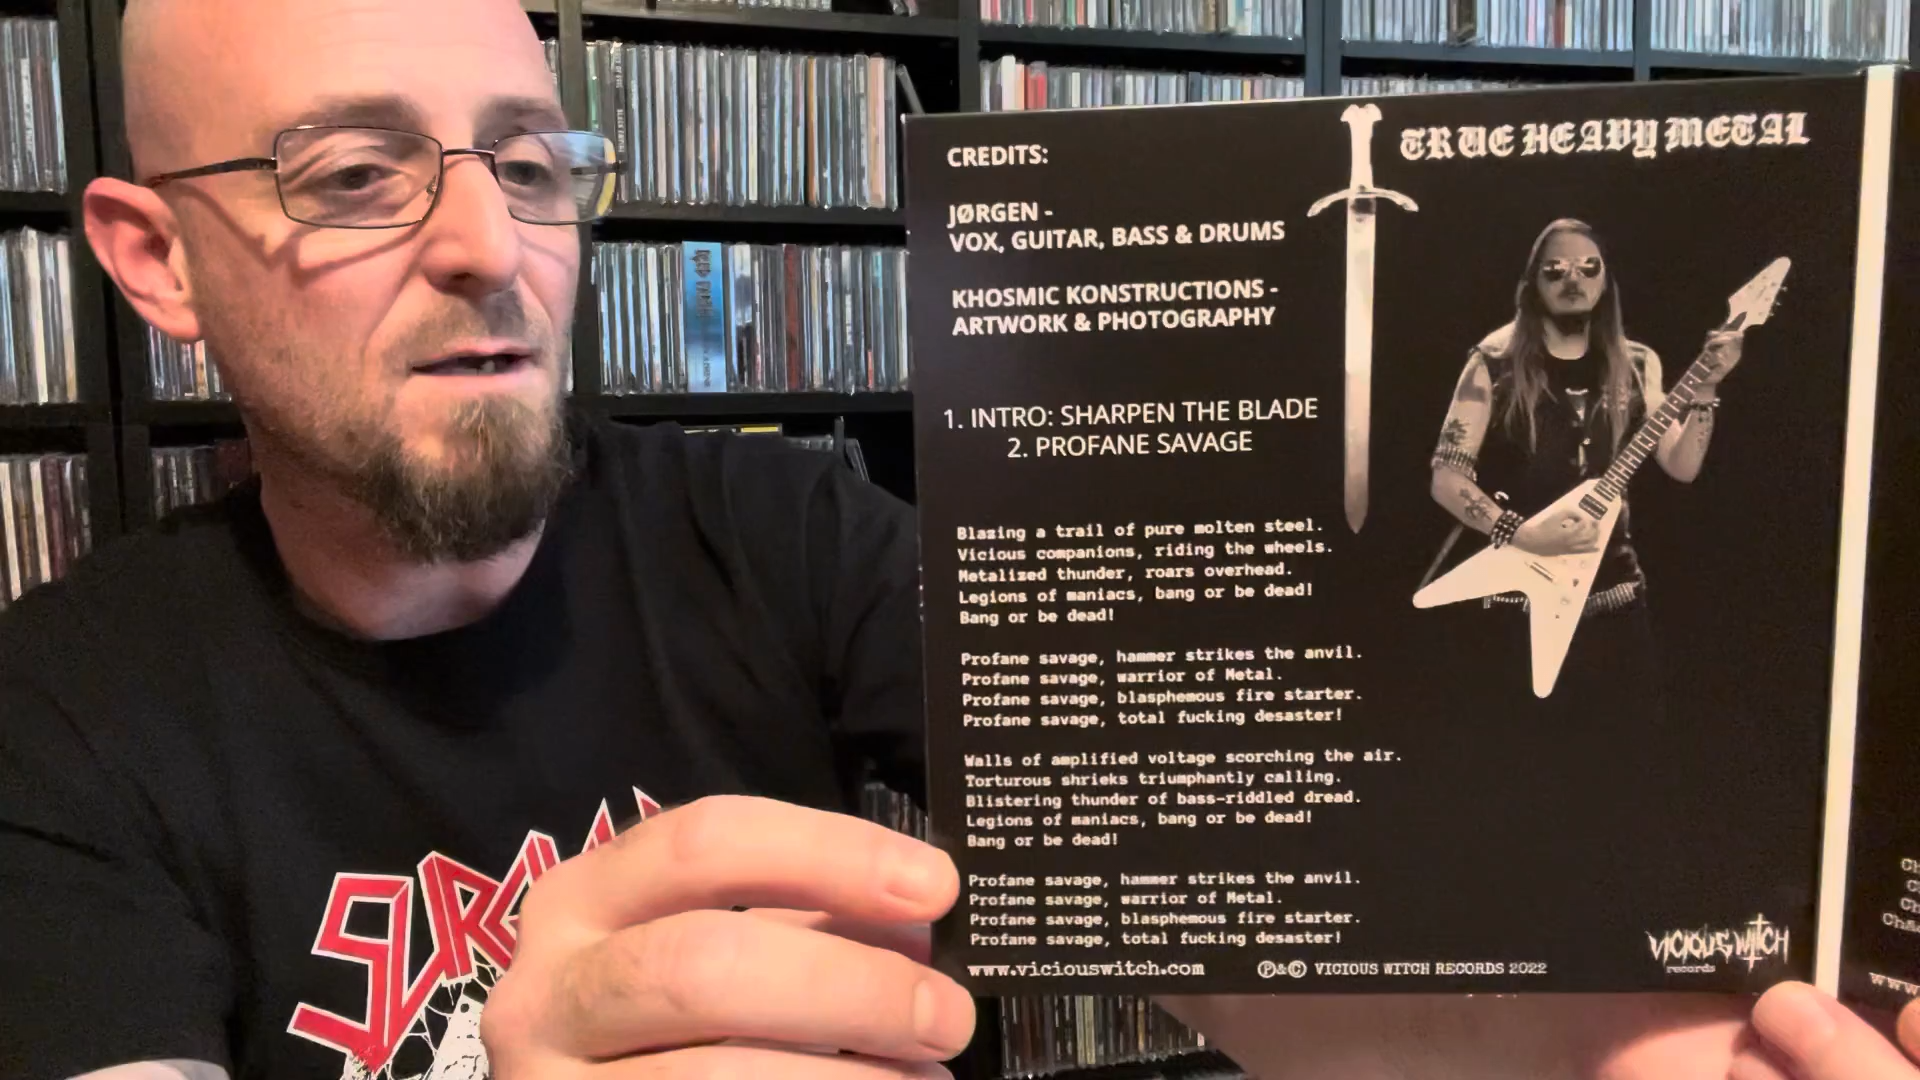 TRUE HEAVY METAL
CREDITS:
JØRGEN -
VOX, GUITAR, BASS & DRUMS
KHOSMIC KONSTRUCTIONS -
ARTWORK & PHOTOGRAPHY
1. INTRO: SHARPEN THE BLADE
2. PROFANE SAVAGE
Blazing a trail of pure molten steel.
Vicious companions, riding the wheels.
Metalized thunder, roars overhead.
Legions of maniacs, bang or be dead!
Bang or be dead!
Profane savage, hammer strikes the anvil.
Profane savage, warrior of Metal.
Profane savage, blasphemous fire starter.
Profane savage, total fucking desaster!
Walls of amplified voltage scorching the air.
Torturous shrieks triumphantly calling.
Blistering thunder of bass-riddled dread.
Legions of maniacs, bang or be dead!
Bang or be dead!
Profane savage, hammer strikes the anvil.
Profane savage, warrior of Metal.
Profane savage, blasphemous fire starter.
Profane savage, total fucking desaster!
www.viciouswitch.com
Ⓟ&© VICIOUS WITCH RECORDS 2022
VICIOUS WITCH
records
www